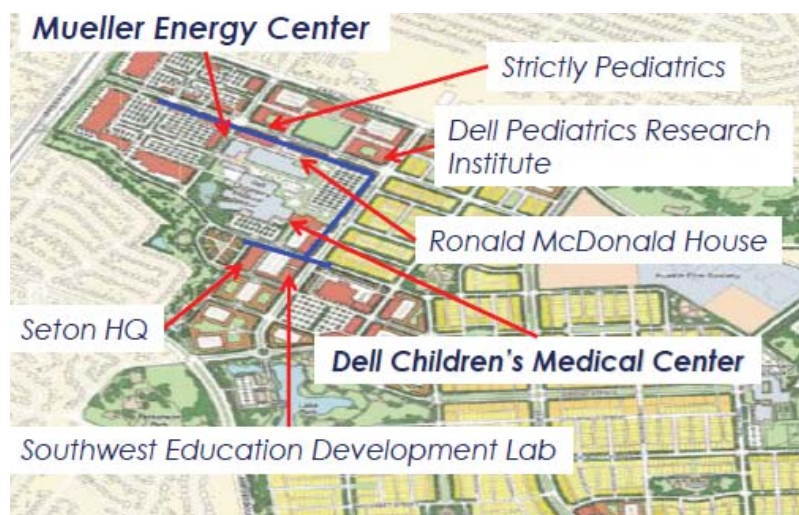 Mueller Energy Center
Strictly Pediatrics
Dell Pediatrics Research
Institute
Ronald McDonald House
Seton HQ
Dell Children's Medical Center
Southwest Education Development Lab